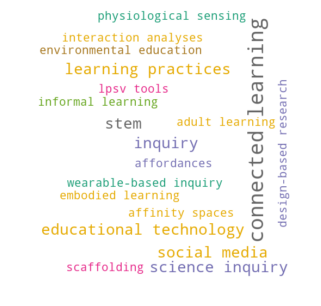 physiological sensing
interaction analyses
environmental education
learning practices
lpsv tools
informal learning
stem
adult learning
inquiry
affordances
wearable-based inquiry
embodied learning
affinity spaces
educational technology
social media
scaffolding
science inquiry
connected learning
design-based research